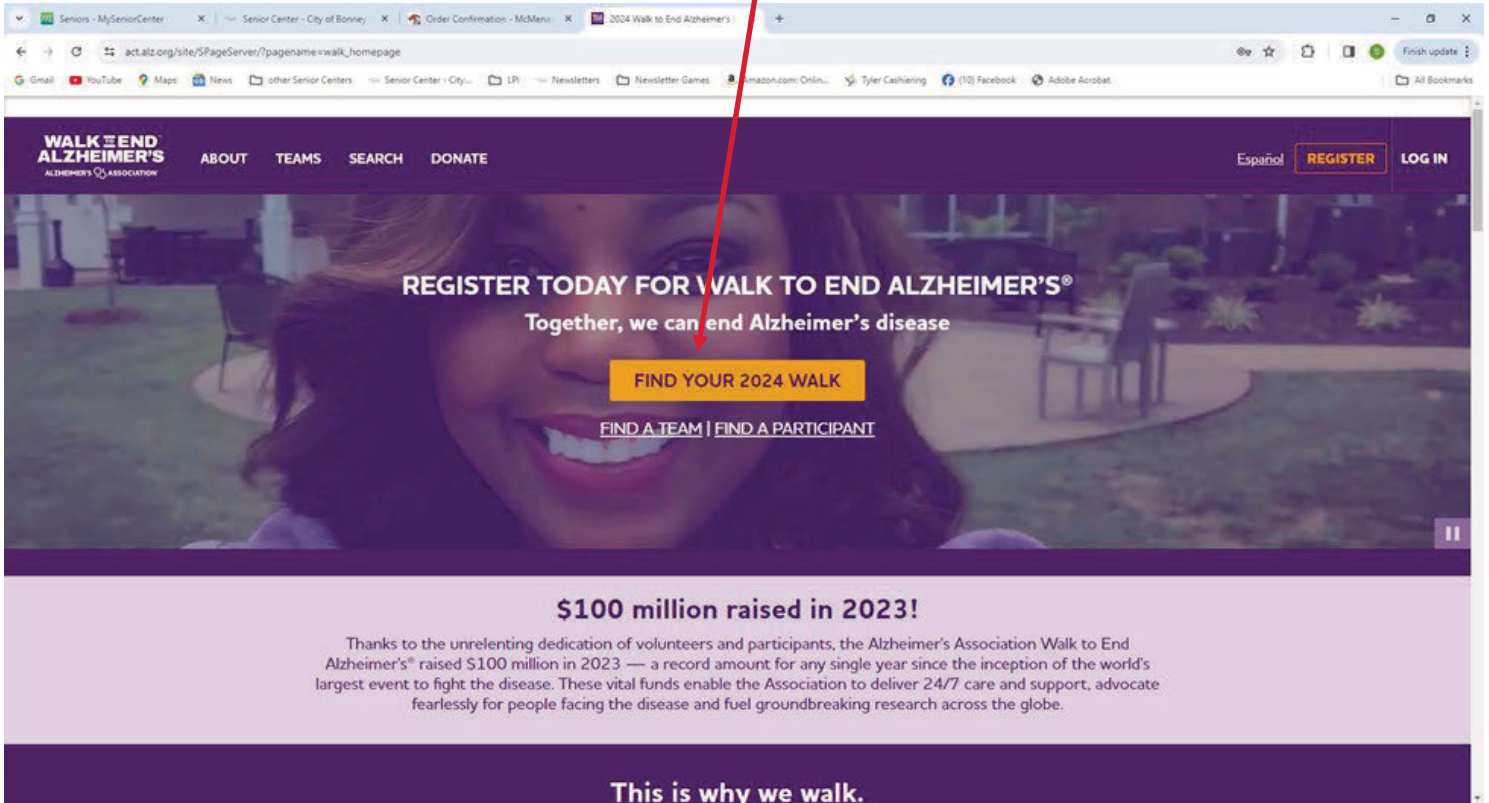 Seniors - MySeniorCenter
Senior Center - City of Bonney
Order Confirmation - McMena
2024 Walk to End Alzheimer's
act.alz.org/site/SPageServer/?pagename=walk_homepage
Finish update
Gmail
YouTube
Maps
News
other Senior Centers
Senior Center - City...
LPI
Newsletters
Newsletter Games
Amazon.com: Onlin...
Tyler Cashiering
(10) Facebook
Adobe Acrobat
All Bookmarks
WALK TO END
ALZHEIMER'S
ALZHEIMER'S ASSOCIATION
ABOUT
TEAMS
SEARCH
DONATE
Español
REGISTER
LOG IN
REGISTER TODAY FOR WALK TO END ALZHEIMER'S®
Together, we can end Alzheimer's disease
FIND YOUR 2024 WALK
FIND A TEAM | FIND A PARTICIPANT
$100 million raised in 2023!
Thanks to the unrelenting dedication of volunteers and participants, the Alzheimer's Association Walk to End
Alzheimer's® raised $100 million in 2023 — a record amount for any single year since the inception of the world's
largest event to fight the disease. These vital funds enable the Association to deliver 24/7 care and support, advocate
fearlessly for people facing the disease and fuel groundbreaking research across the globe.
This is why we walk.